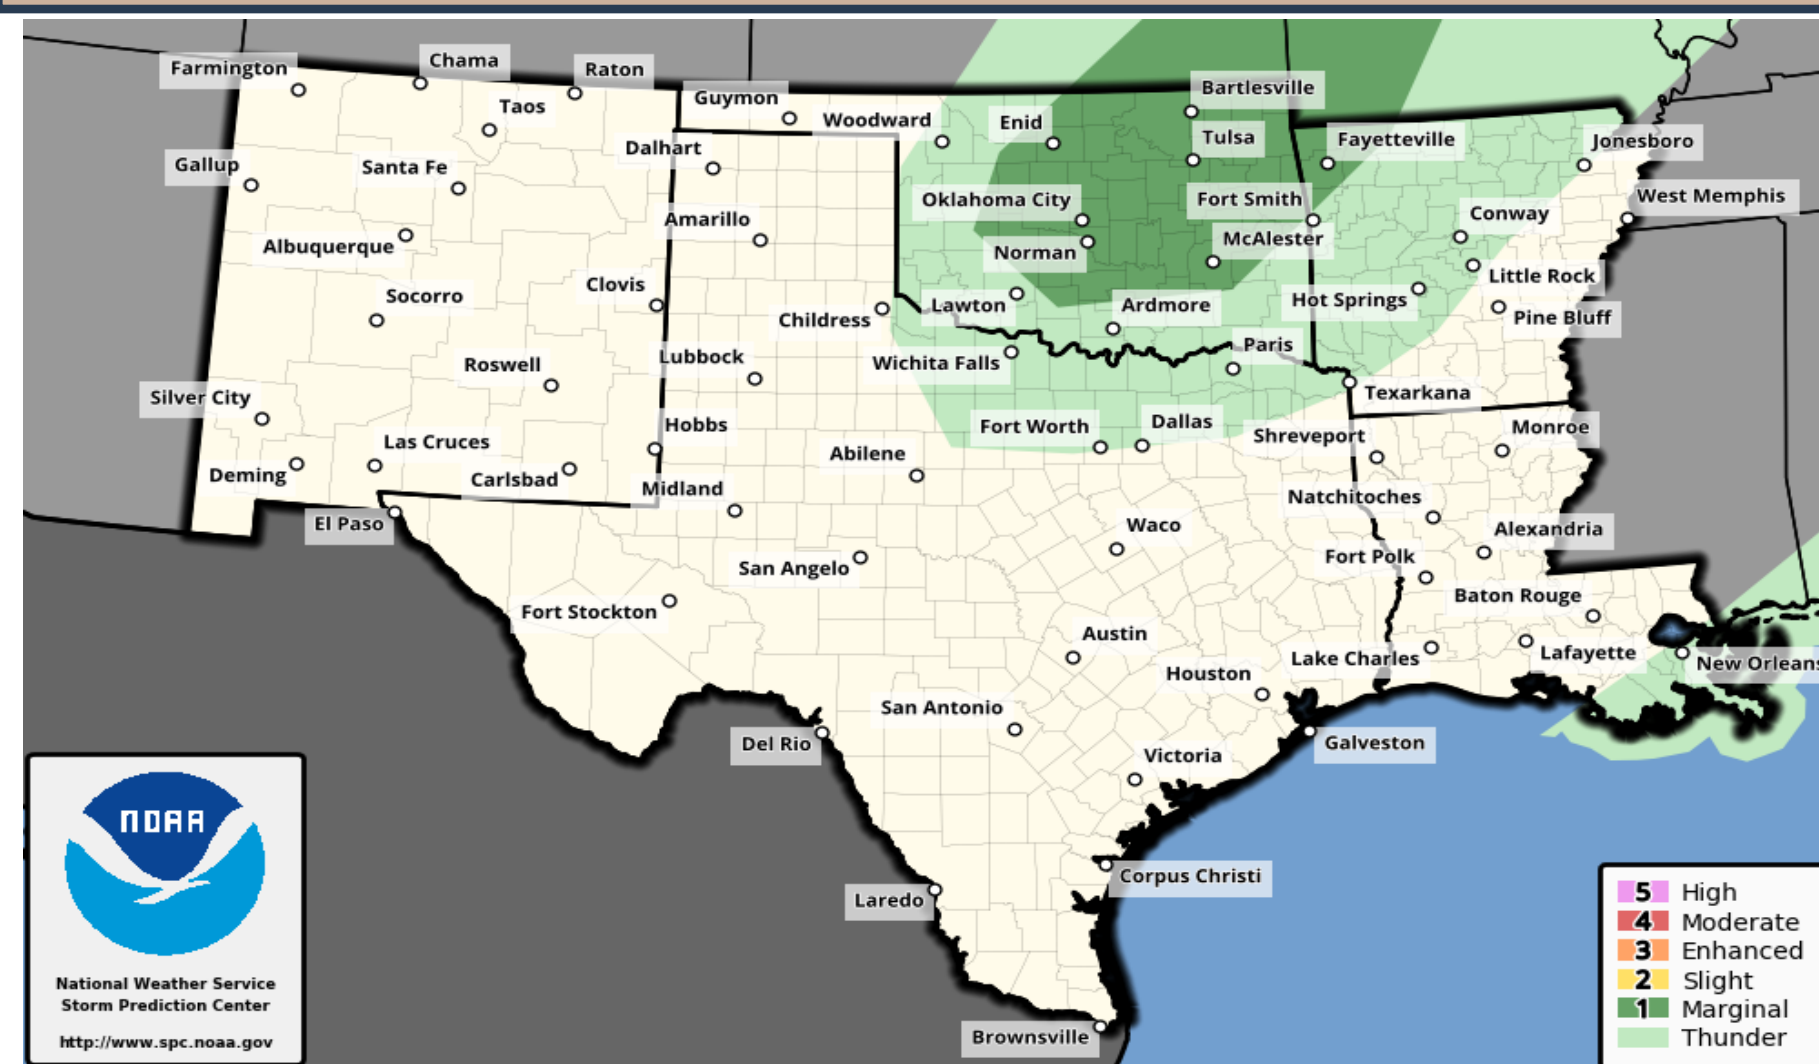 Farmington
Chama
Raton
Taos
Guymon
Woodward
Enid
Bartlesville
Tulsa
Fayetteville
Jonesboro
Gallup
Santa Fe
Dalhart
Oklahoma City
Fort Smith
Conway
West Memphis
Albuquerque
Amarillo
Norman
McAlester
Little Rock
Socorro
Clovis
Childress
Lawton
Ardmore
Hot Springs
Pine Bluff
Roswell
Lubbock
Wichita Falls
Paris
Texarkana
Silver City
Las Cruces
Hobbs
Fort Worth
Dallas
Shreveport
Monroe
Deming
Carlsbad
Midland
Abilene
Natchitoches
El Paso
San Angelo
Waco
Alexandria
Fort Polk
Fort Stockton
Austin
Baton Rouge
Houston
Lake Charles
Lafayette
New Orleans
Del Rio
San Antonio
Victoria
Galveston
Laredo
Corpus Christi
Brownsville
NOAA
National Weather Service
Storm Prediction Center
http://www.spc.noaa.gov
5 High
4 Moderate
3 Enhanced
2 Slight
1 Marginal
Thunder